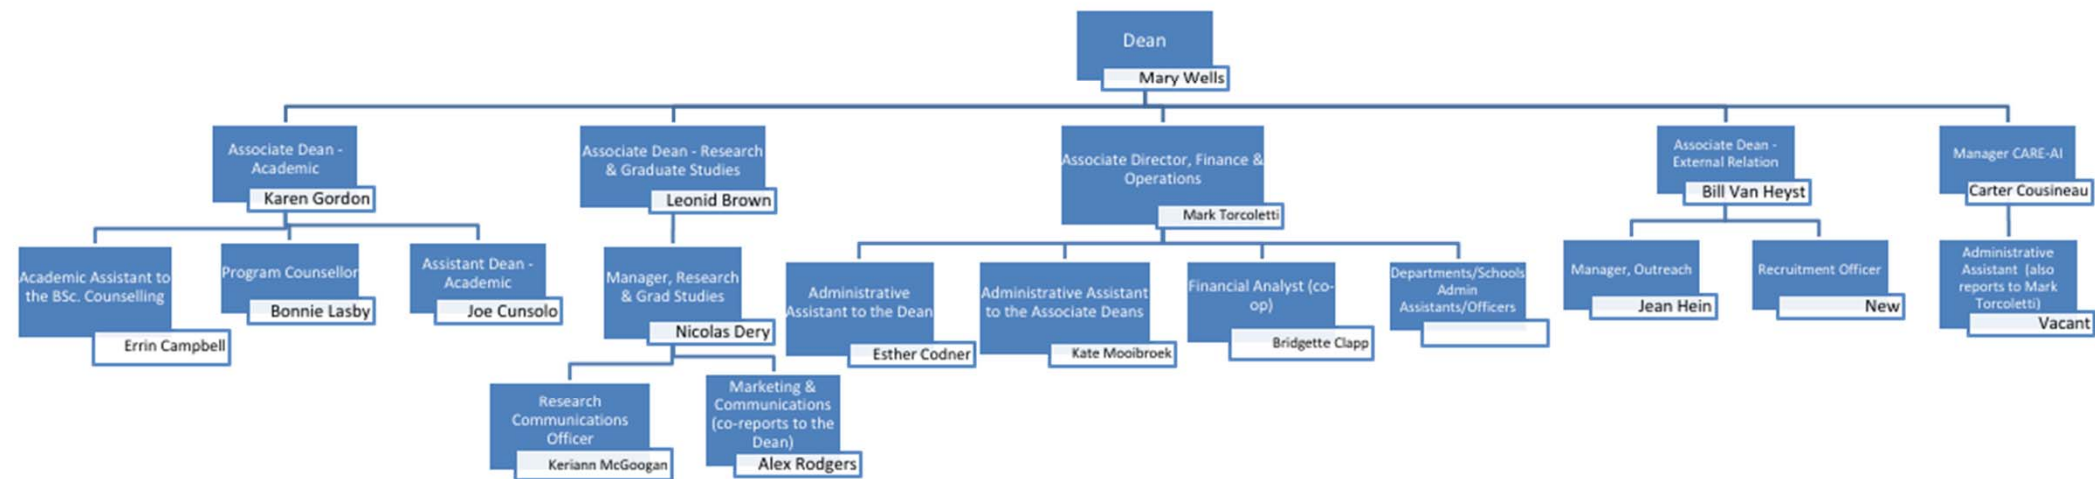 Dean
Mary Wells
Associate Dean -
Academic
Karen Gordon
Associate Dean - Research
& Graduate Studies
Leonid Brown
Associate Director, Finance &
Operations
Mark Torcoletti
Associate Dean -
External Relation
Bill Van Heyst
Manager CARE-AI
Carter Cousineau
Academic Assistant to
the BSc. Counselling
Errin Campbell
Program Counsellor
Bonnie Lasby
Assistant Dean -
Academic
Joe Cunsolo
Manager, Research
& Grad Studies
Nicolas Dery
Administrative
Assistant to the Dean
Esther Codner
Administrative Assistant
to the Associate Deans
Kate Mooibroek
Financial Analyst (co-
op)
Bridgette Clapp
Departments/Schools
Admin
Assistants/Officers
Manager, Outreach
Jean Hein
Recruitment Officer
New
Administrative
Assistant (also
reports to Mark
Torcoletti)
Vacant
Research
Communications
Officer
Keriann McGoogan
Marketing &
Communications
(co-reports to the
Dean)
Alex Rodgers